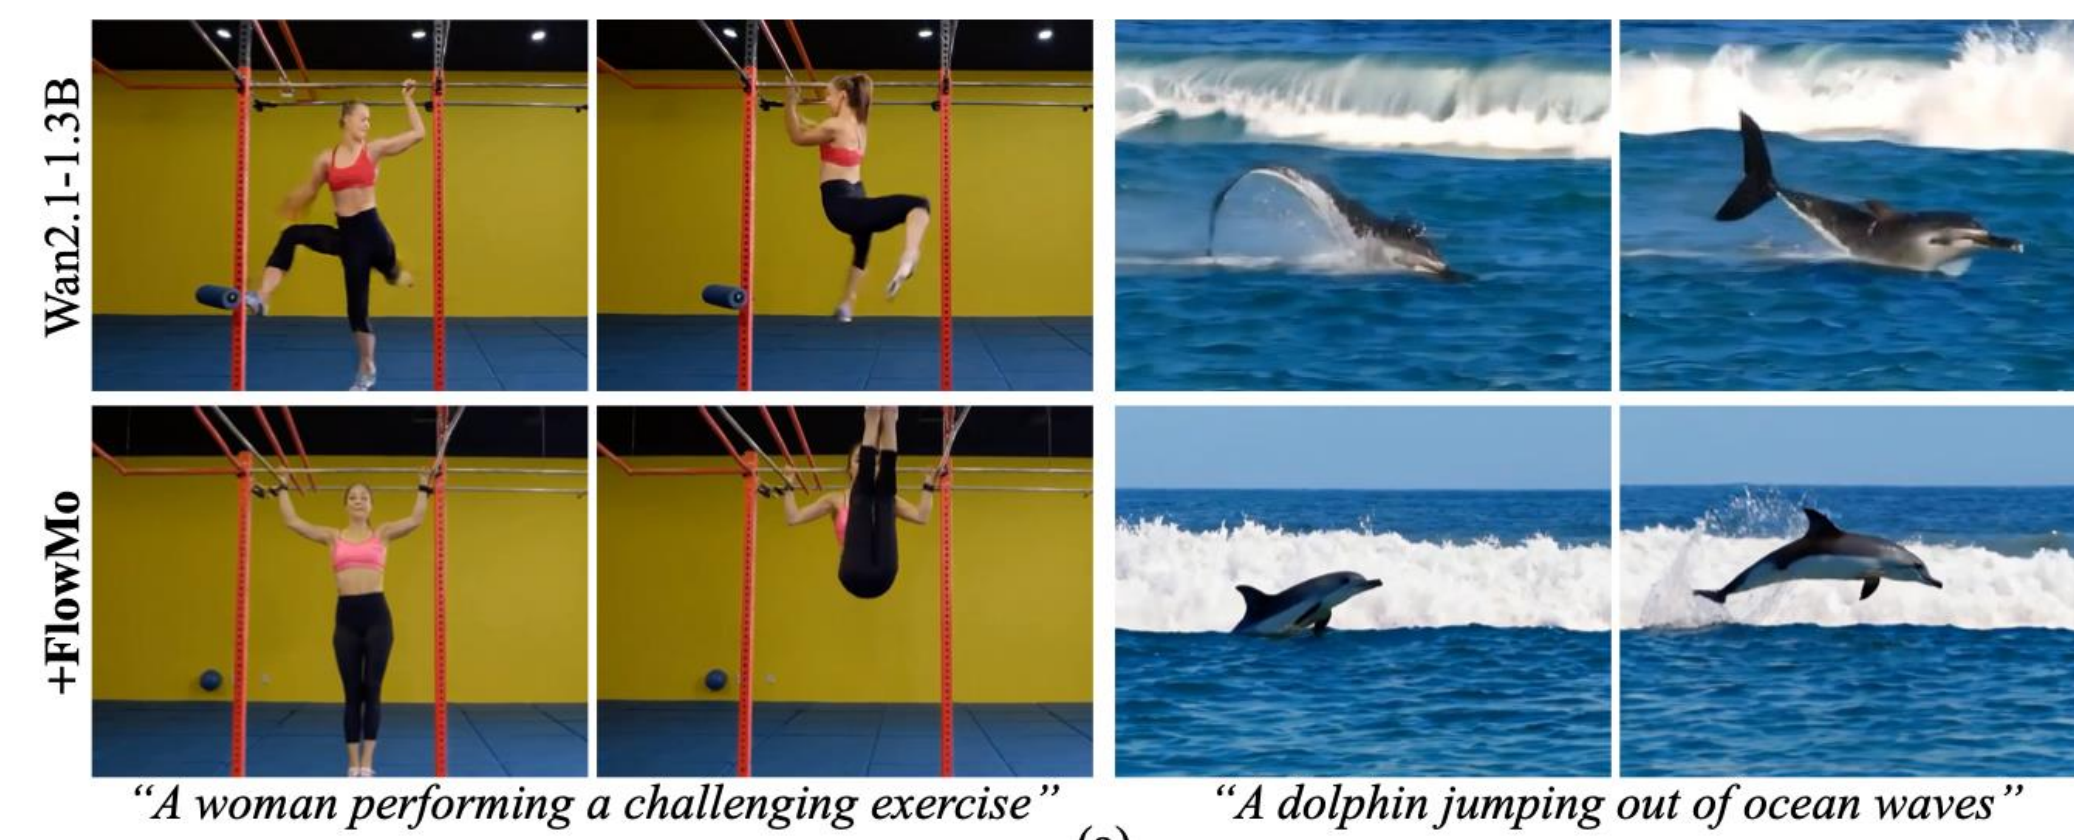 Wan2.1-1.3B
+FlowMo
“A woman performing a challenging exercise”
“A dolphin jumping out of ocean waves”